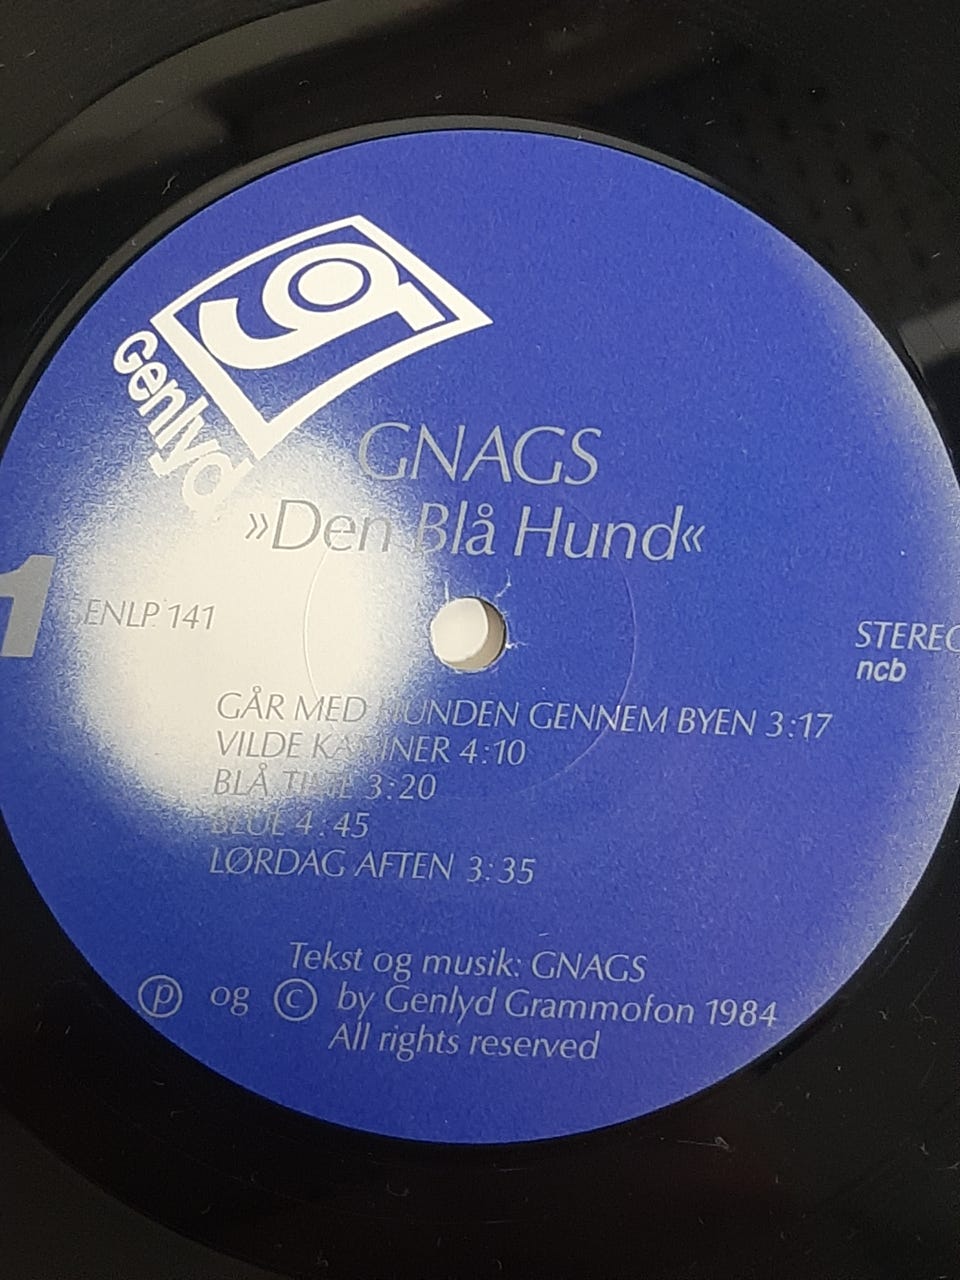 Genlyd
GNAGS
»Den Blå Hund«
1
GENLP. 141
STEREO
ncb
GÅR MED HUNDEN GENNEM BYEN 3:17
VILDE KANINER 4:10
BLÅ 3:20
BLUE 4:45
LØRDAG AFTEN 3:35
Tekst og musik: GNAGS
℗ og © by Genlyd Grammofon 1984
All rights reserved